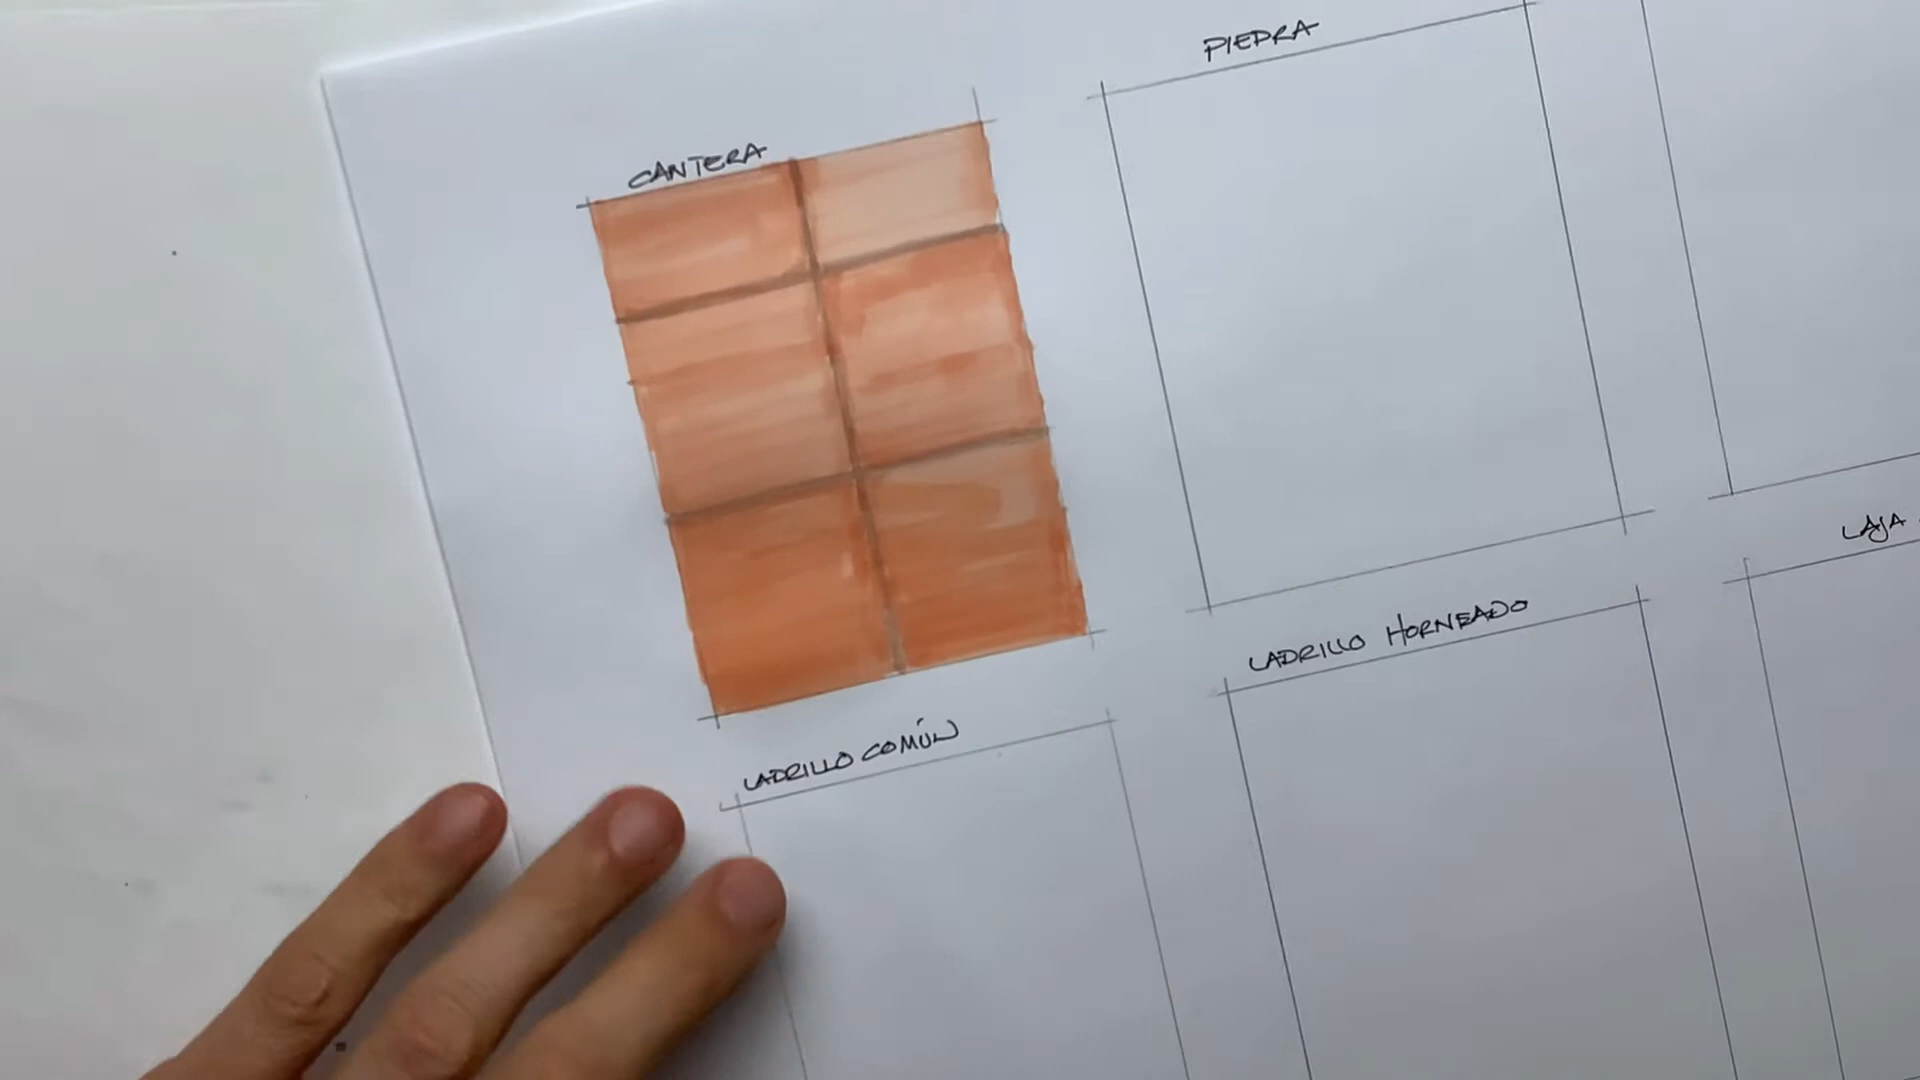 CANTERA
PIEDRA
LADRILLO COMÚN
LADRILLO HORNEADO
LAJA